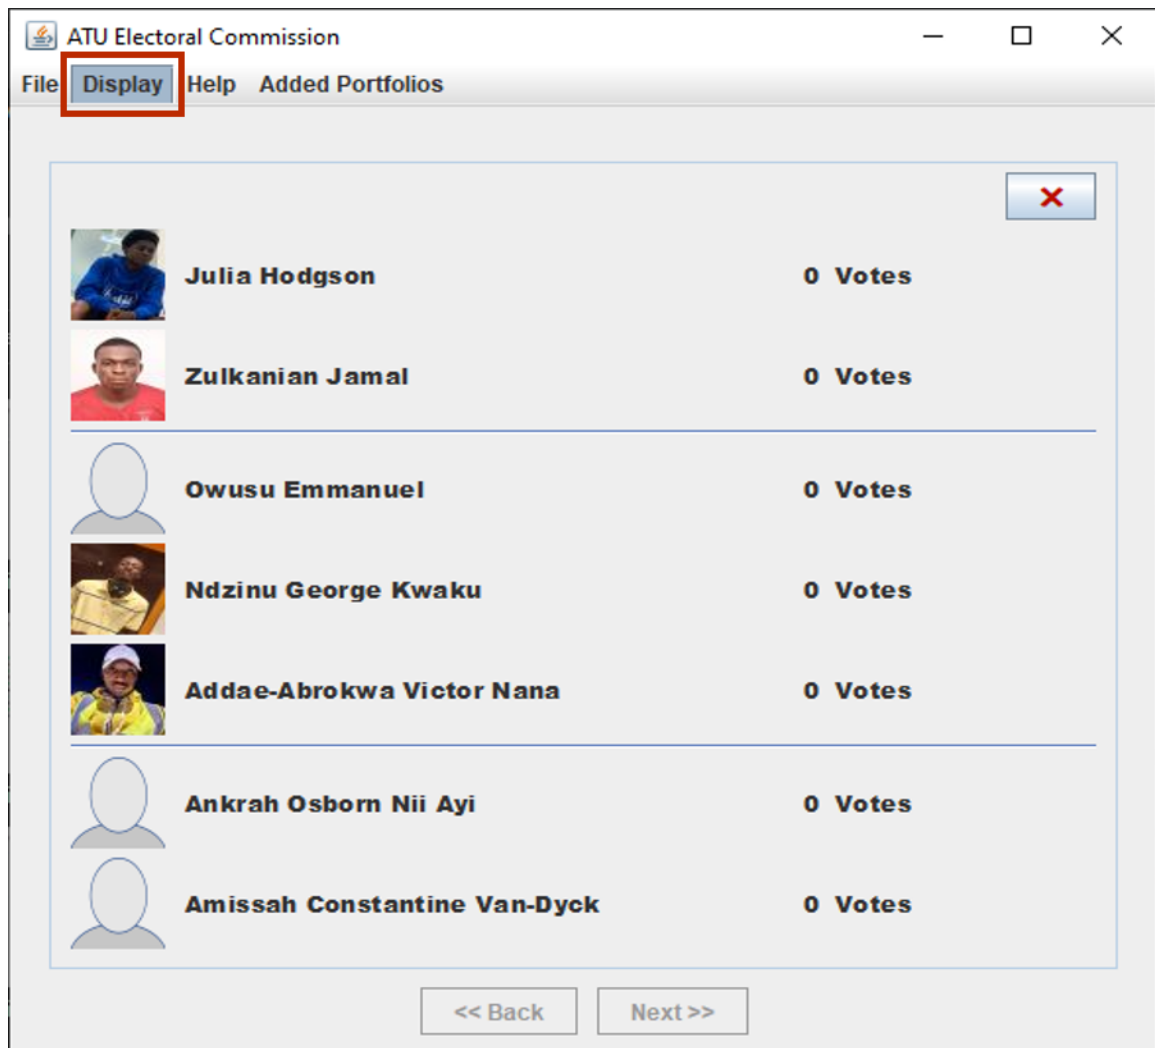 ATU Electoral Commission
File Display Help Added Portfolios
Julia Hodgson 0 Votes
Zulkanian Jamal 0 Votes
Owusu Emmanuel 0 Votes
Ndzinu George Kwaku 0 Votes
Addae-Abrokwa Victor Nana 0 Votes
Ankrah Osborn Nii Ayi 0 Votes
Amissah Constantine Van-Dyck 0 Votes
<< Back Next >>